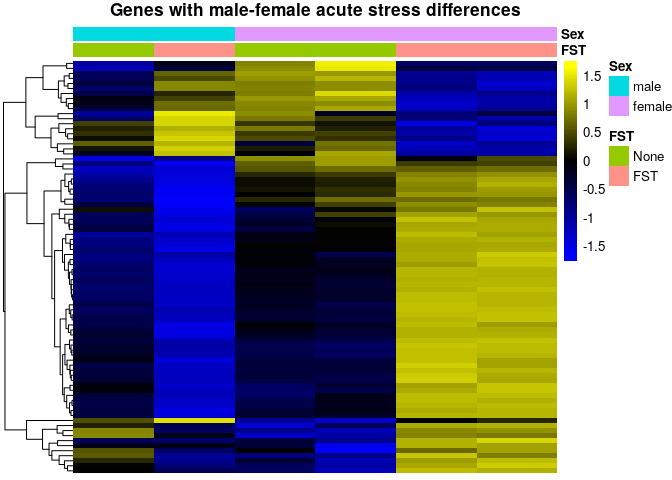 Genes with male-female acute stress differences
Sex
FST
Sex
male
female
FST
None
FST
1.5
1
0.5
0
-0.5
-1
-1.5